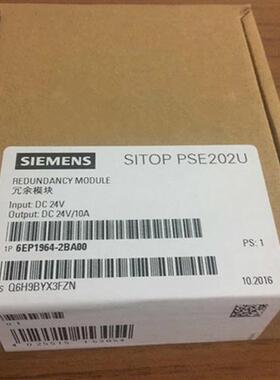 SIEMENS
SITOP PSE202U
REDUNDANCY MODULE
冗余模块
Input: DC 24V
Output: DC 24V/10A
1P 6EP1964-2BA00
PS: 1
S Q6H9BYX3FZN
10.2016